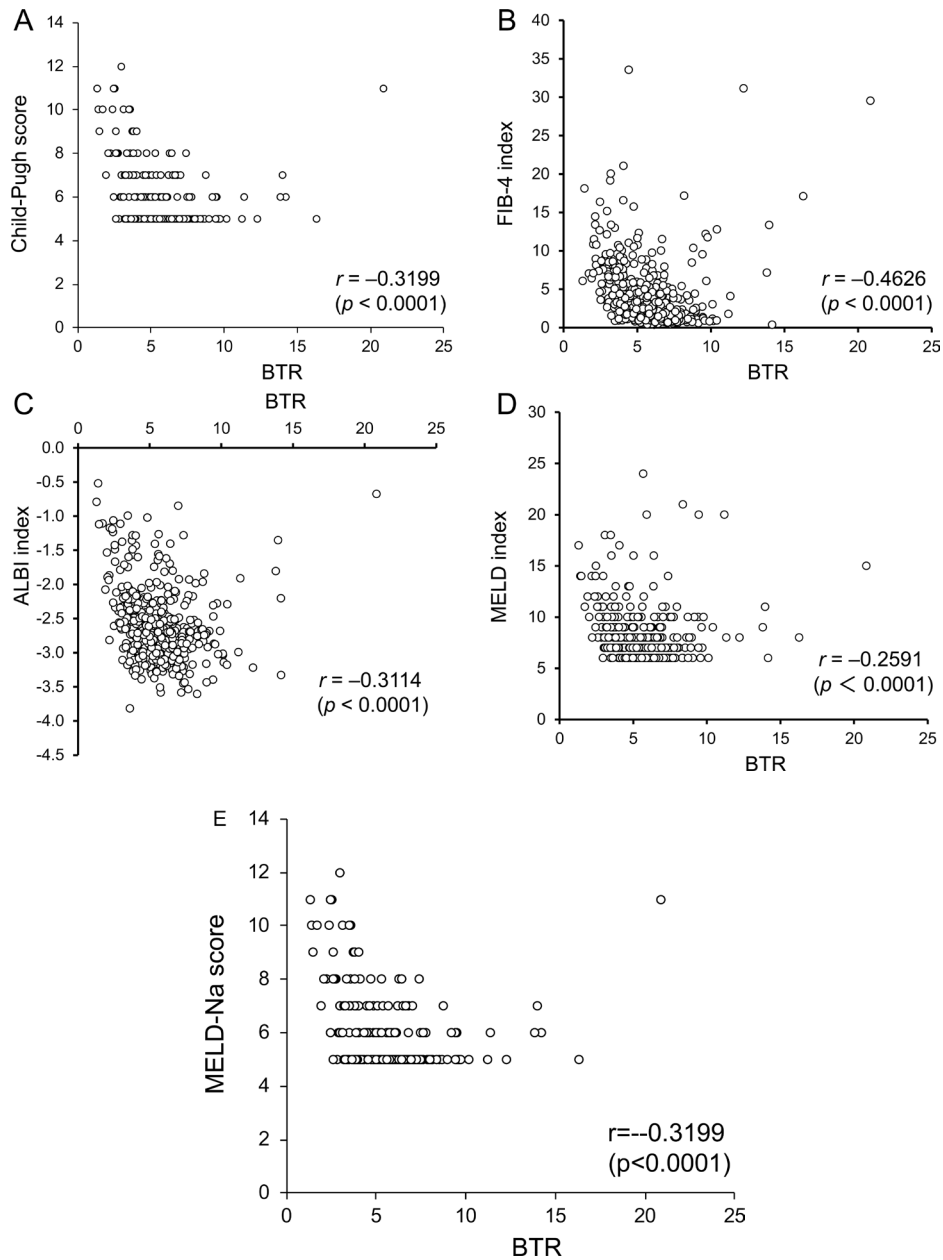 A
14
12
10
8
6
4
2
0
Child-Pugh score
r = –0.3199
(p < 0.0001)
0 5 10 15 20 25
BTR
B
40
35
30
25
20
15
10
5
0
FIB-4 index
r = –0.4626
(p < 0.0001)
0 5 10 15 20 25
BTR
C
BTR
0 5 10 15 20 25
0.0
-0.5
-1.0
-1.5
-2.0
-2.5
-3.0
-3.5
-4.0
-4.5
ALBI index
r = –0.3114
(p < 0.0001)
D
30
25
20
15
10
5
0
MELD index
r = –0.2591
(p < 0.0001)
0 5 10 15 20 25
BTR
E
14
12
10
8
6
4
2
0
MELD-Na score
r=--0.3199
(p<0.0001)
0 5 10 15 20 25
BTR